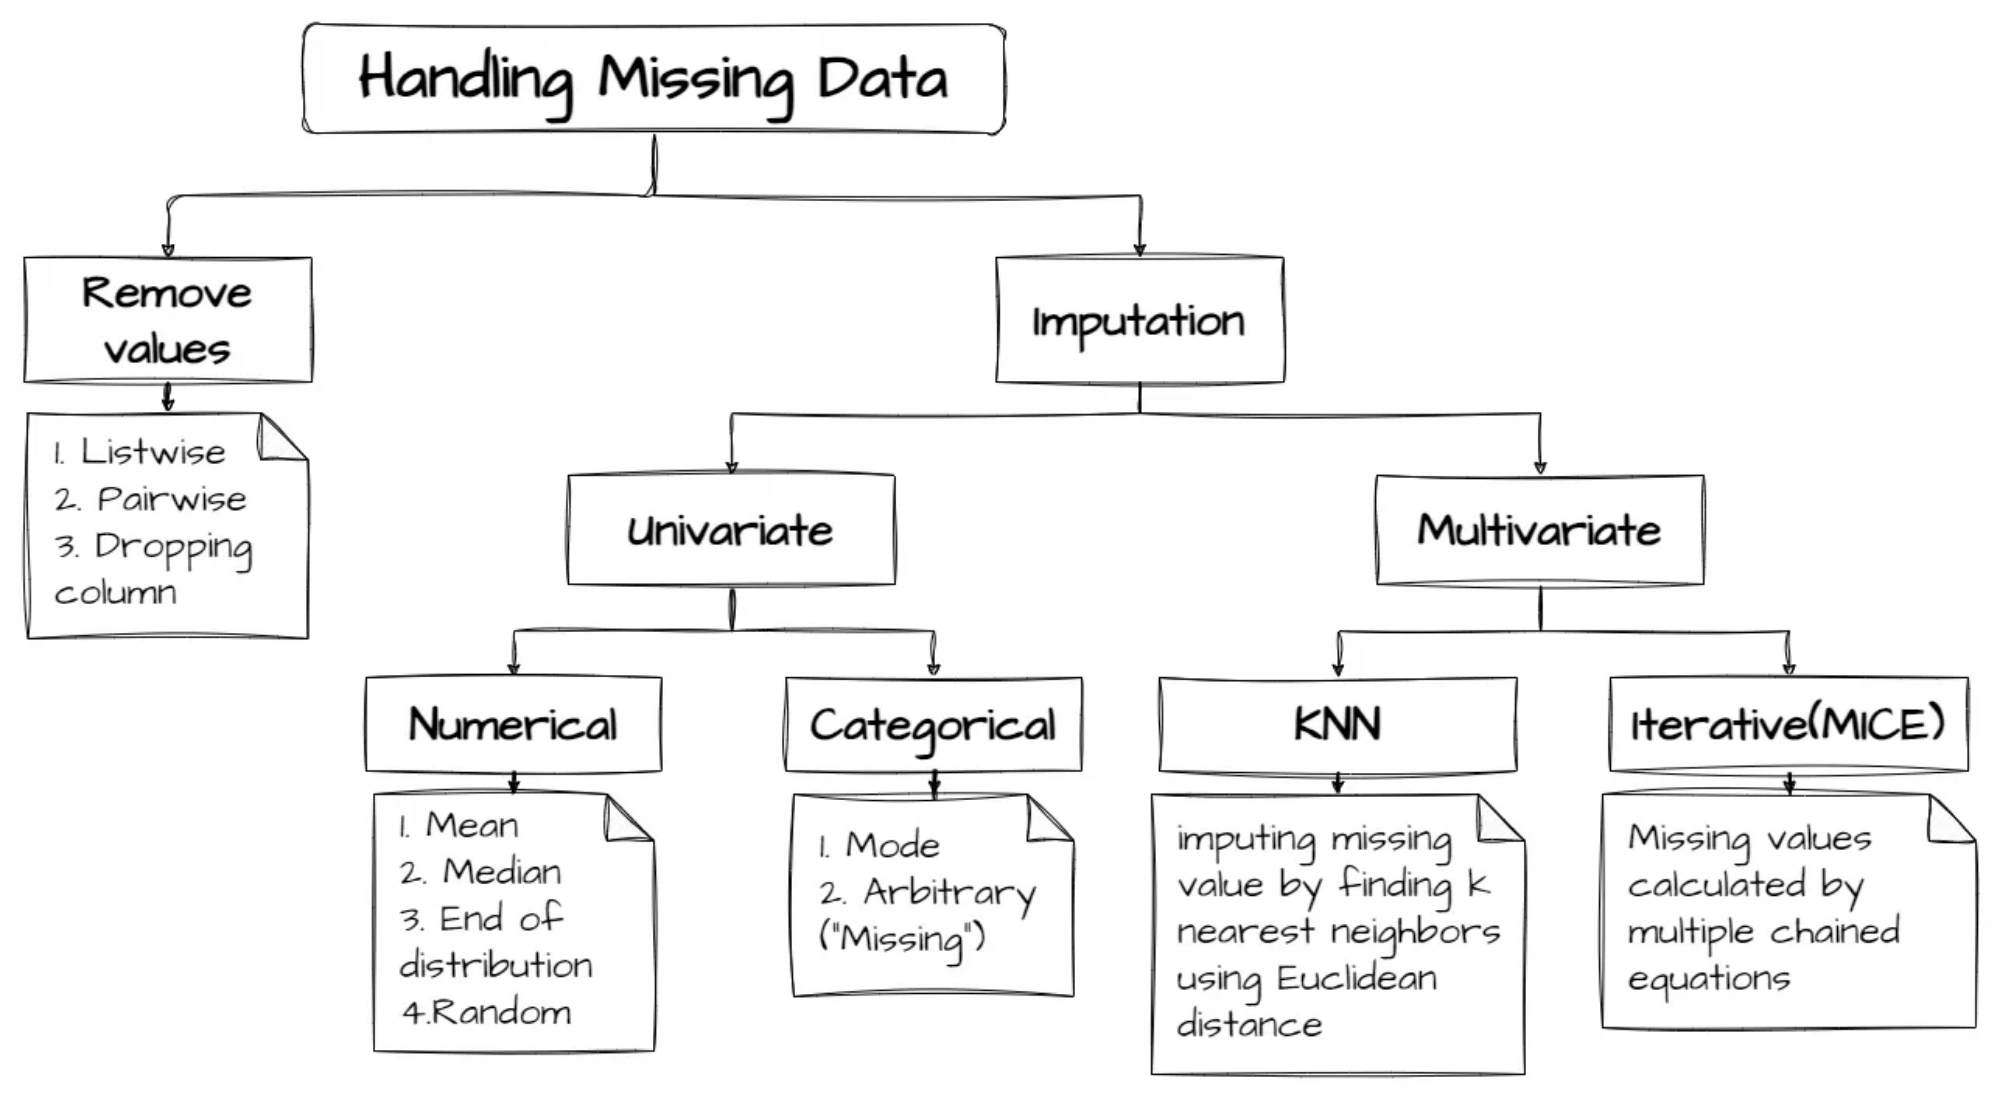 Handling Missing Data
Remove
values
Imputation
1. Listwise
2. Pairwise
3. Dropping
column
Univariate
Multivariate
Numerical
Categorical
KNN
Iterative(MICE)
1. Mean
2. Median
3. End of
distribution
4.Random
1. Mode
2. Arbitrary
("Missing")
imputing missing
value by finding k
nearest neighbors
using Euclidean
distance
Missing values
calculated by
multiple chained
equations